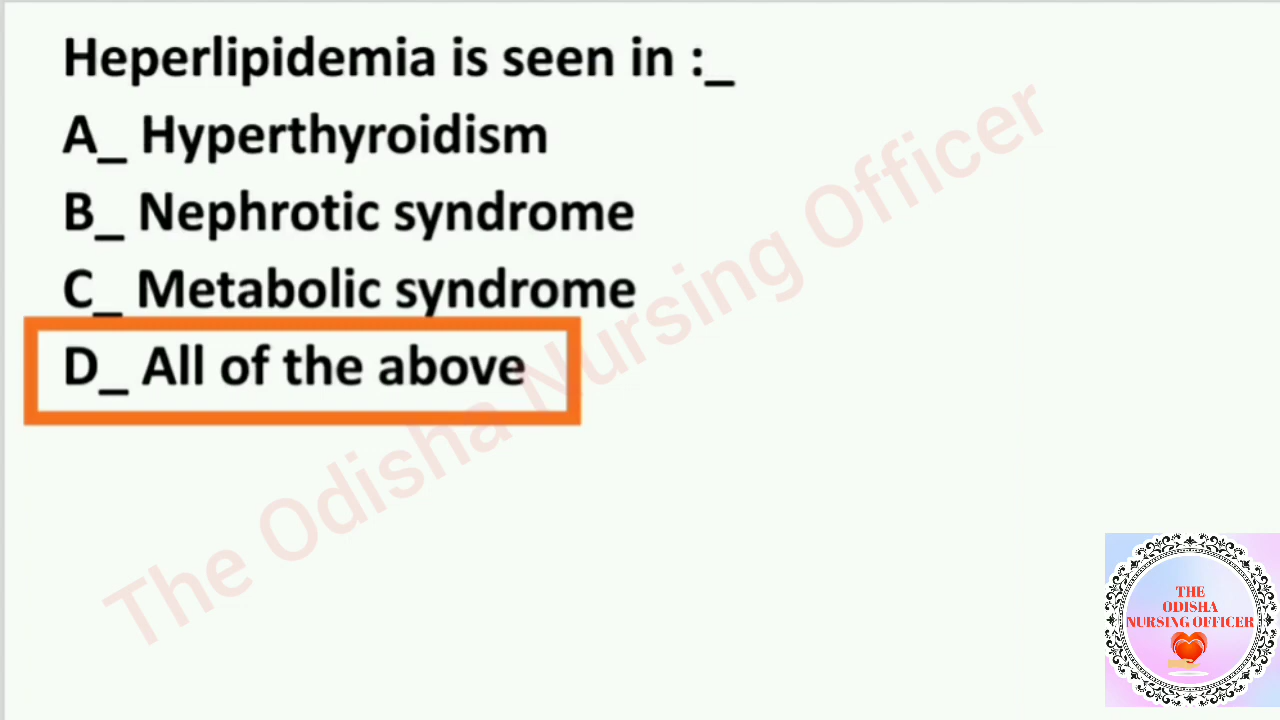 Heperlipidemia is seen in :_
A_ Hyperthyroidism
B_ Nephrotic syndrome
C_ Metabolic syndrome
D_ All of the above
The Odisha Nursing Officer
THE
ODISHA
NURSING OFFICER